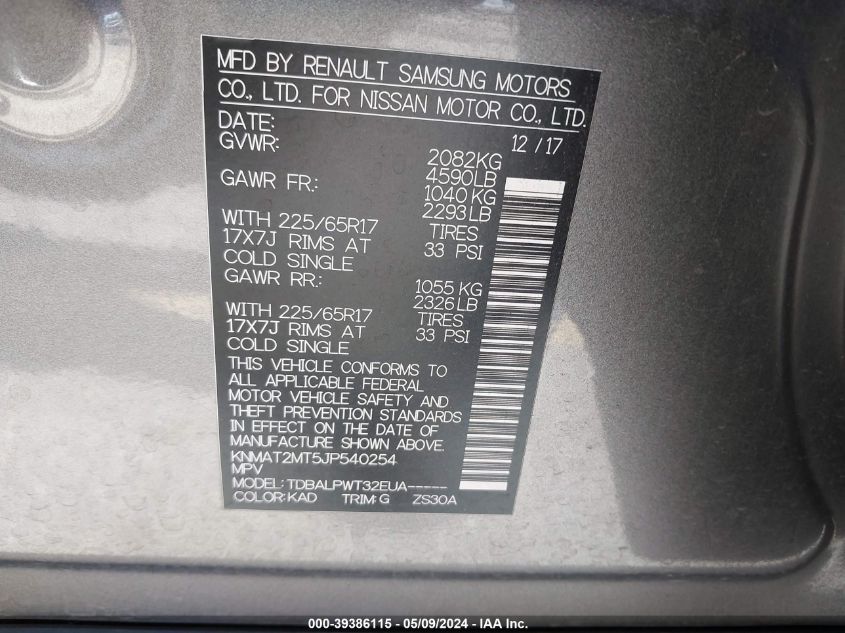 MFD BY RENAULT SAMSUNG MOTORS
CO., LTD. FOR NISSAN MOTOR CO., LTD.
DATE: 12 /17
GVWR: 2082KG
4590LB
GAWR FR.: 1040 KG
2293 LB
WITH 225/65R17 TIRES
17X7J RIMS AT 33 PSI
COLD SINGLE
GAWR RR.: 1055 KG
2326 LB
WITH 225/65R17 TIRES
17X7J RIMS AT 33 PSI
COLD SINGLE
THIS VEHICLE CONFORMS TO
ALL APPLICABLE FEDERAL
MOTOR VEHICLE SAFETY AND
THEFT PREVENTION STANDARDS
IN EFFECT ON THE DATE OF
MANUFACTURE SHOWN ABOVE.
KNMAT2MT5JP540254
MPV
MODEL: TDBALPWT32EUA-----
COLOR: KAD TRIM: G ZS30A
000-39386115 - 05/09/2024 - IAA Inc.